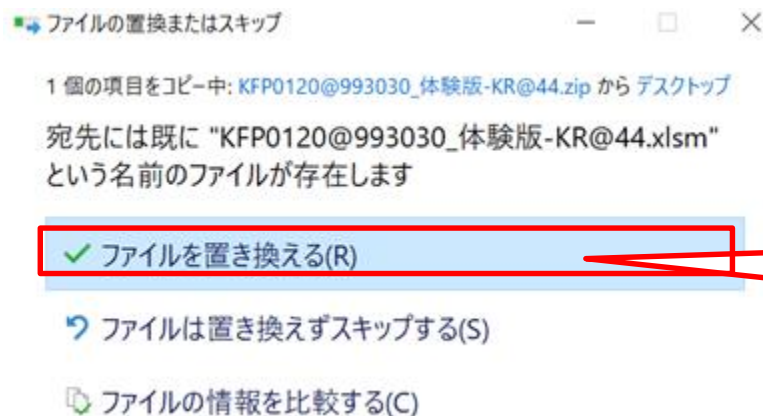 ファイルの置換またはスキップ
1 個の項目をコピー中: KFP0120@993030_体験版-KR@44.zip から デスクトップ
宛先には既に "KFP0120@993030_体験版-KR@44.xlsm"
という名前のファイルが存在します
ファイルを置き換える(R)
ファイルは置き換えずスキップする(S)
ファイルの情報を比較する(C)